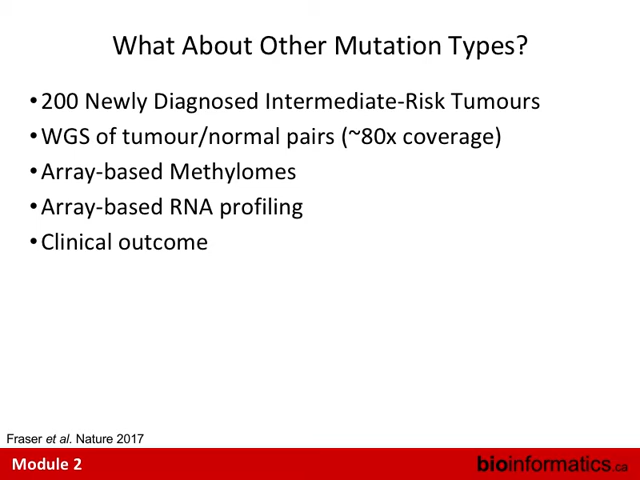 What About Other Mutation Types?
•200 Newly Diagnosed Intermediate-Risk Tumours
•WGS of tumour/normal pairs (~80x coverage)
•Array-based Methylomes
•Array-based RNA profiling
•Clinical outcome
Fraser et al. Nature 2017
Module 2
bioinformatics.ca